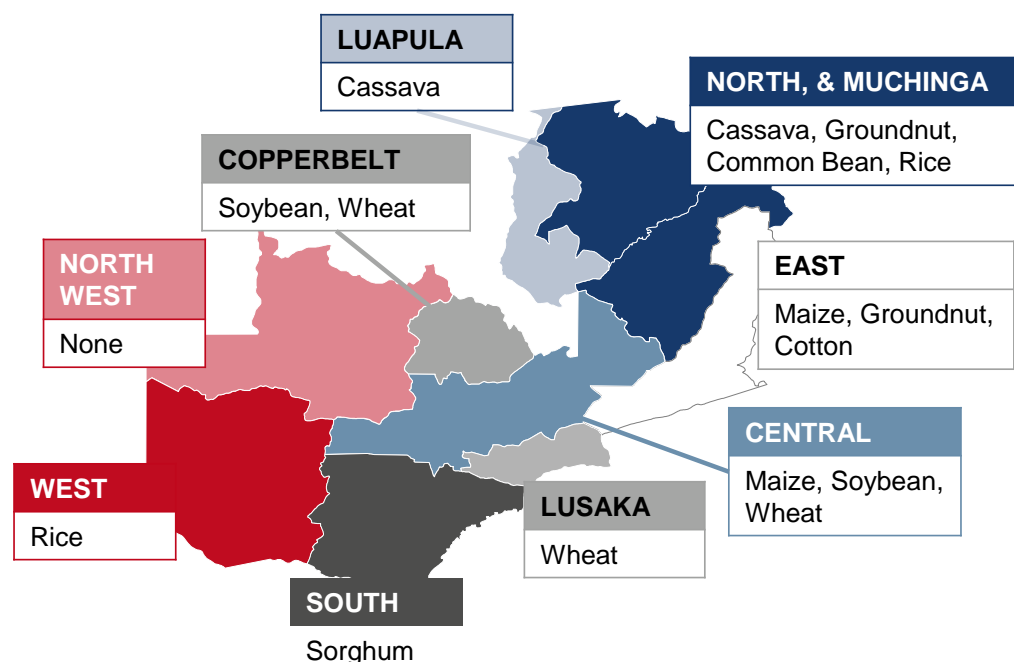 LUAPULA
Cassava
NORTH, & MUCHINGA
Cassava, Groundnut,
Common Bean, Rice
COPPERBELT
Soybean, Wheat
NORTH
WEST
None
EAST
Maize, Groundnut,
Cotton
CENTRAL
Maize, Soybean,
Wheat
WEST
Rice
LUSAKA
Wheat
SOUTH
Sorghum